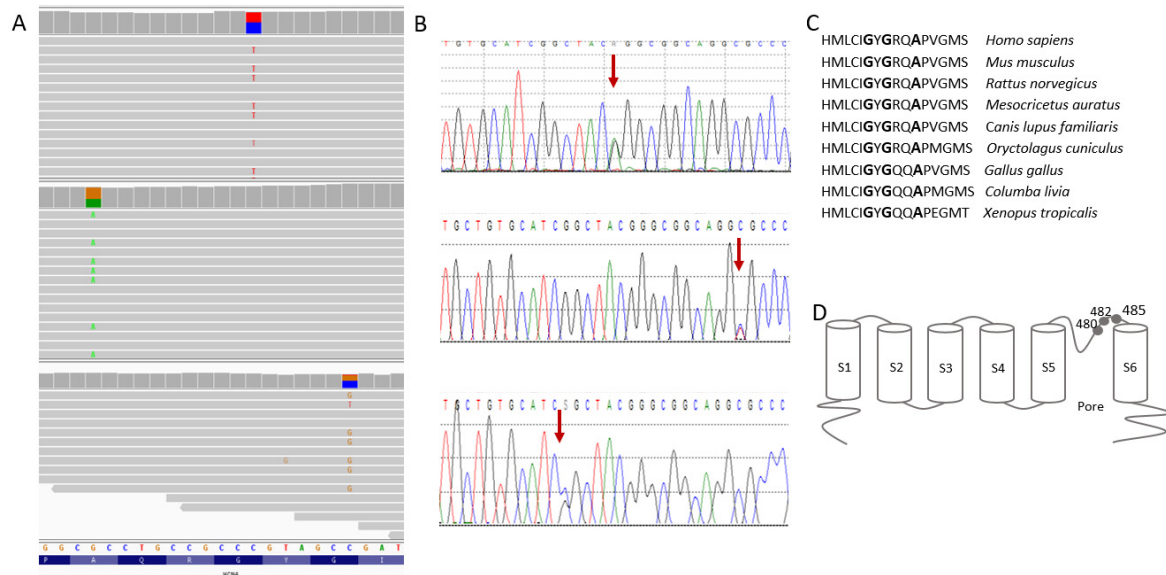 A
T
T
T
T
T
T
T
A
A
A
A
A
A
A
G
T
G
G
G G
G
G
G G C G C C T G C C G C C C G T A G C C G A T
P A Q R G Y G I
B
T G T G C A T C G G C T A C G G C G G C A G G C G C C C
T G C T G T G C A T C G G C T A C G G G C G G C A G G C G C C C
T G C T G T G C A T C S G C T A C G G G C G G C A G G C G C C C
C
HMLCIGYGRQAPVGMS Homo sapiens
HMLCIGYGRQAPVGMS Mus musculus
HMLCIGYGRQAPVGMS Rattus norvegicus
HMLCIGYGRQAPVGMS Mesocricetus auratus
HMLCIGYGRQAPVGMS Canis lupus familiaris
HMLCIGYGRQAPMGMS Oryctolagus cuniculus
HMLCIGYGQQAPVGMS Gallus gallus
HMLCIGYGQQAPMGMS Columba livia
HMLCIGYGQQAPEGMT Xenopus tropicalis
D
482 485
480
S1 S2 S3 S4 S5 S6
Pore